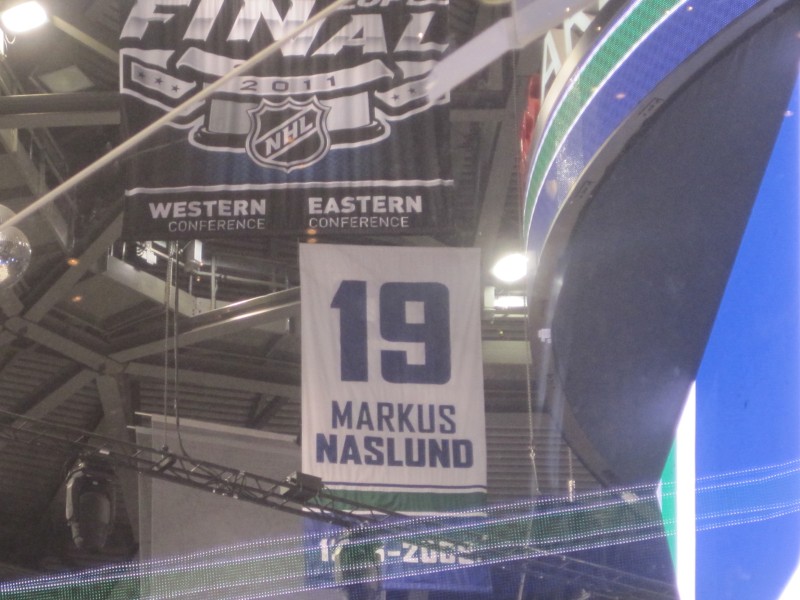 FINAL
2011
NHL
WESTERN
CONFERENCE
EASTERN
CONFERENCE
19
MARKUS
NASLUND